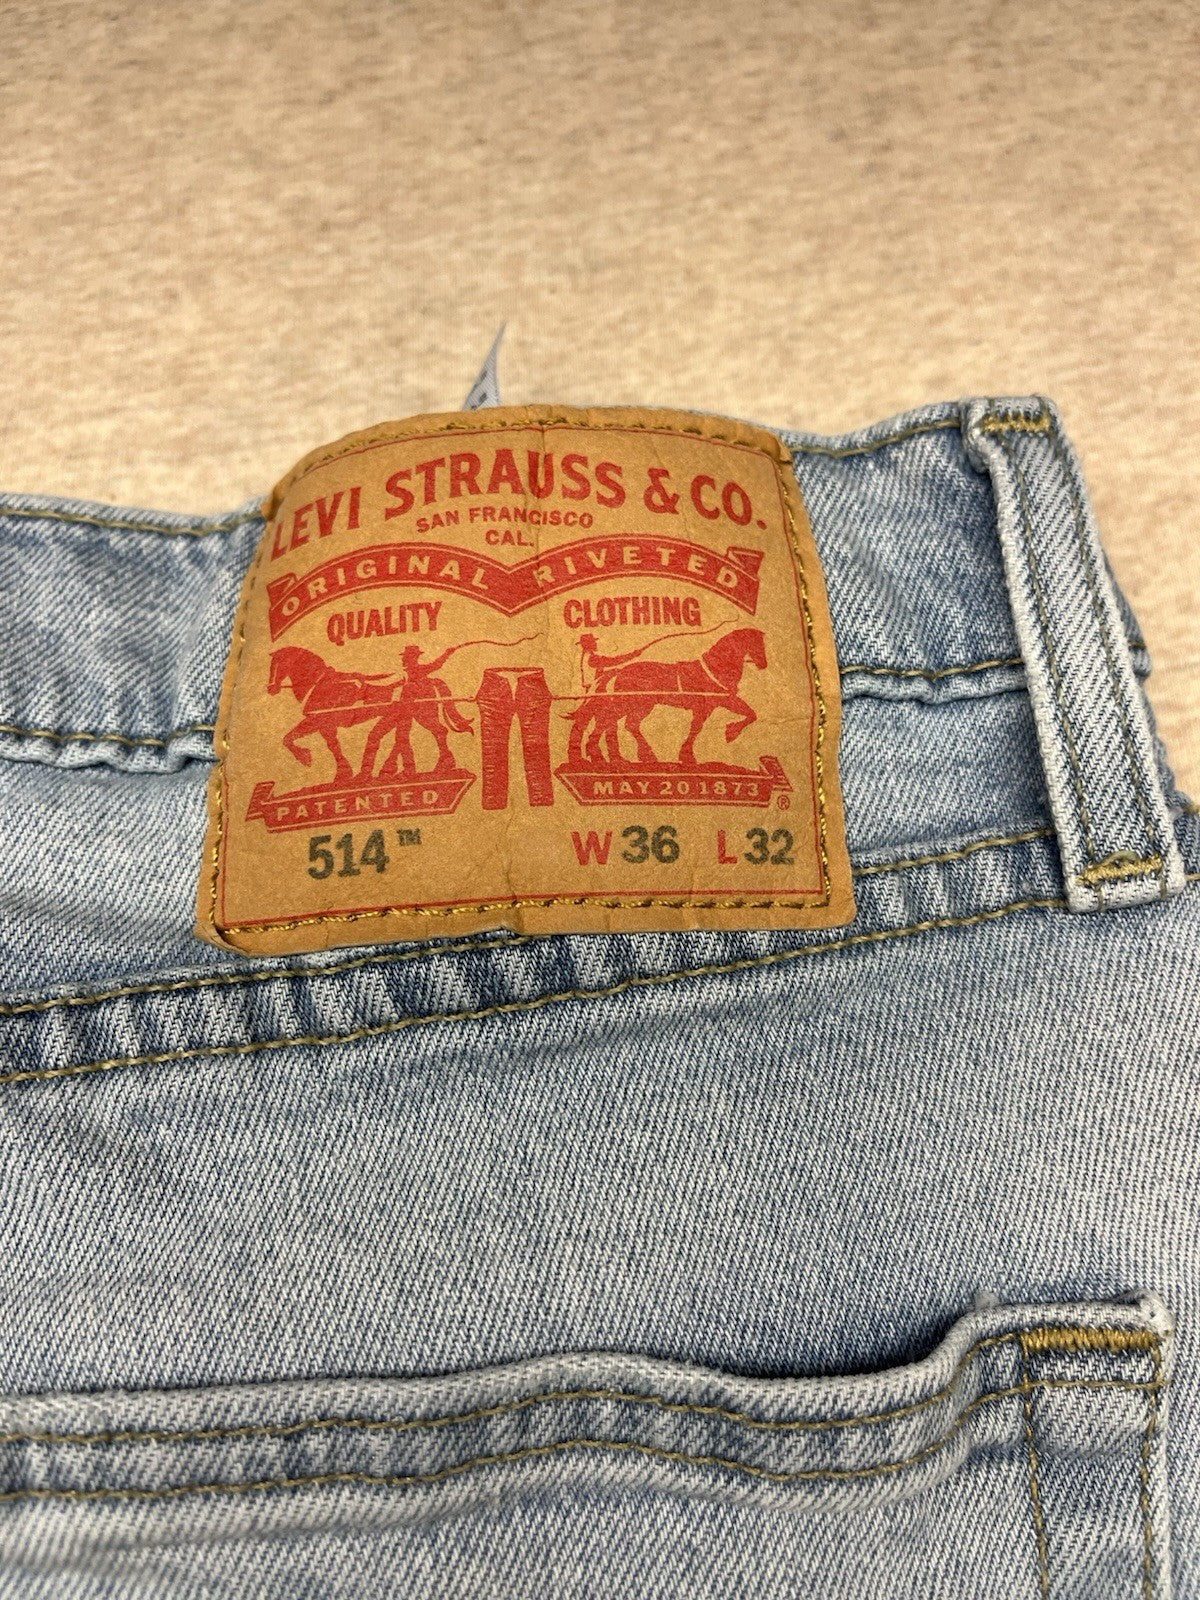 LEVI STRAUSS & CO.
SAN FRANCISCO
CAL.
ORIGINAL RIVETED
QUALITY CLOTHING
PATENTED MAY 20 1873 ®
514™ W 36 L 32